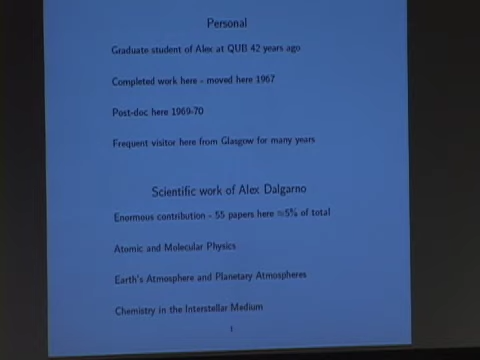 Personal
Graduate student of Alex at QUB 42 years ago
Completed work here - moved here 1967
Post-doc here 1969-70
Frequent visitor here from Glasgow for many years
Scientific work of Alex Dalgarno
Enormous contribution - 55 papers here ≈5% of total
Atomic and Molecular Physics
Earth's Atmosphere and Planetary Atmospheres
Chemistry in the Interstellar Medium